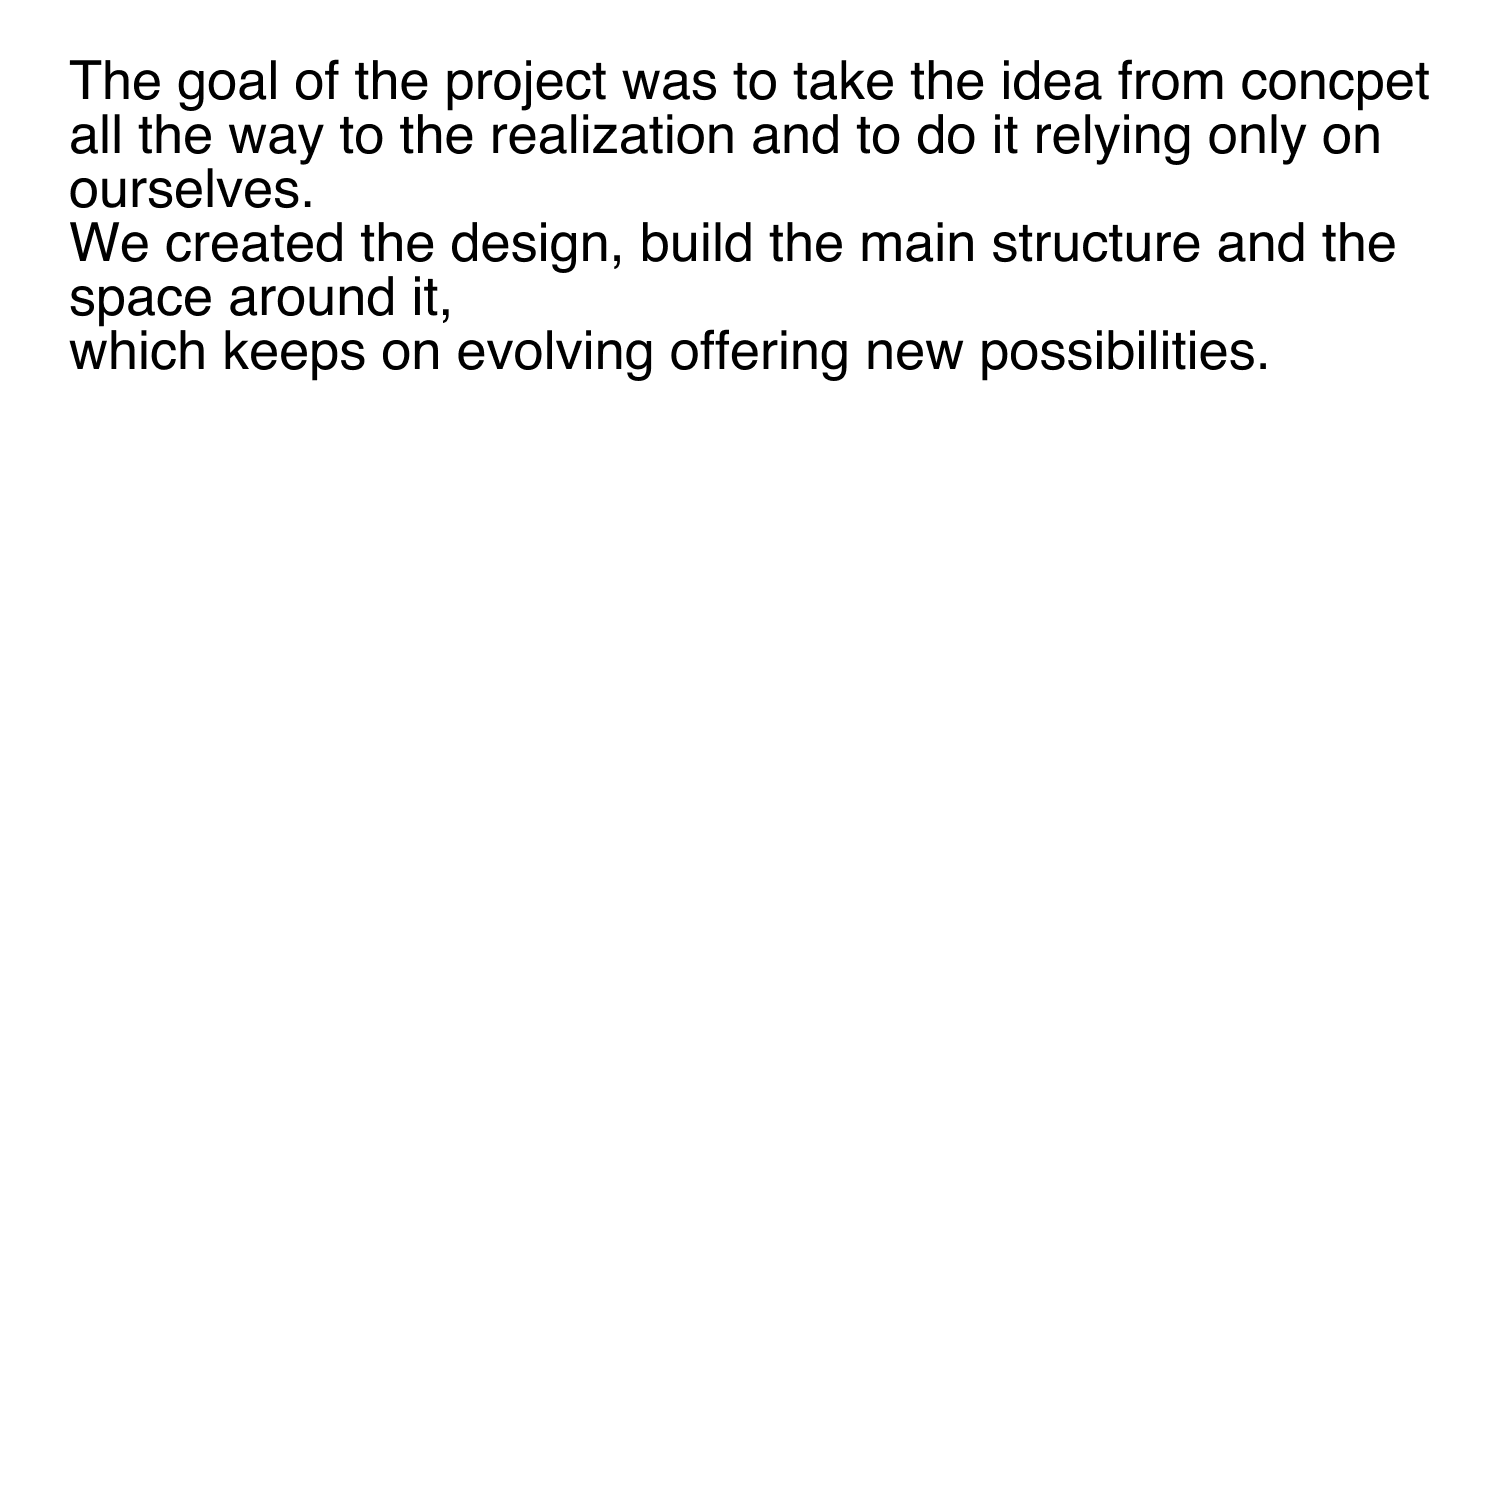 The goal of the project was to take the idea from concpet
all the way to the realization and to do it relying only on
ourselves.
We created the design, build the main structure and the
space around it,
which keeps on evolving offering new possibilities.